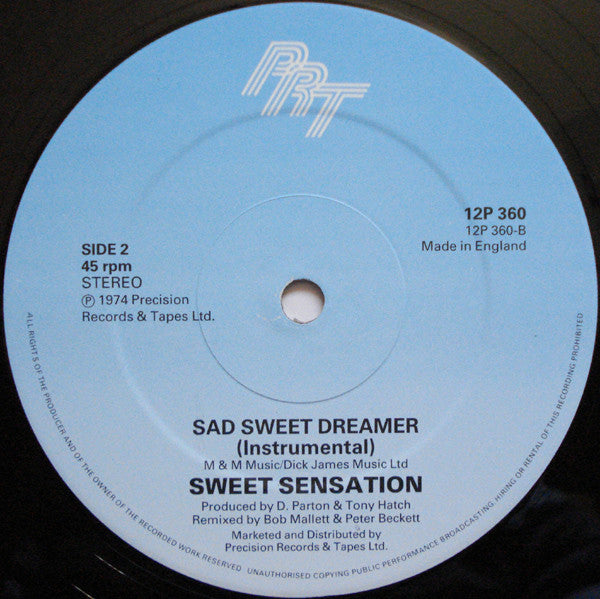 PRT
SIDE 2
45 rpm
STEREO
Ⓟ 1974 Precision
Records & Tapes Ltd.
12P 360
12P 360-B
Made in England
SAD SWEET DREAMER
(Instrumental)
M & M Music/Dick James Music Ltd
SWEET SENSATION
Produced by D. Parton & Tony Hatch
Remixed by Bob Mallett & Peter Beckett
Marketed and Distributed by
Precision Records & Tapes Ltd.
ALL RIGHTS OF THE PRODUCER AND OF THE OWNER OF THE RECORDED WORK RESERVED UNAUTHORISED COPYING PUBLIC PERFORMANCE BROADCASTING HIRING OR RENTAL OF THIS RECORDING PROHIBITED